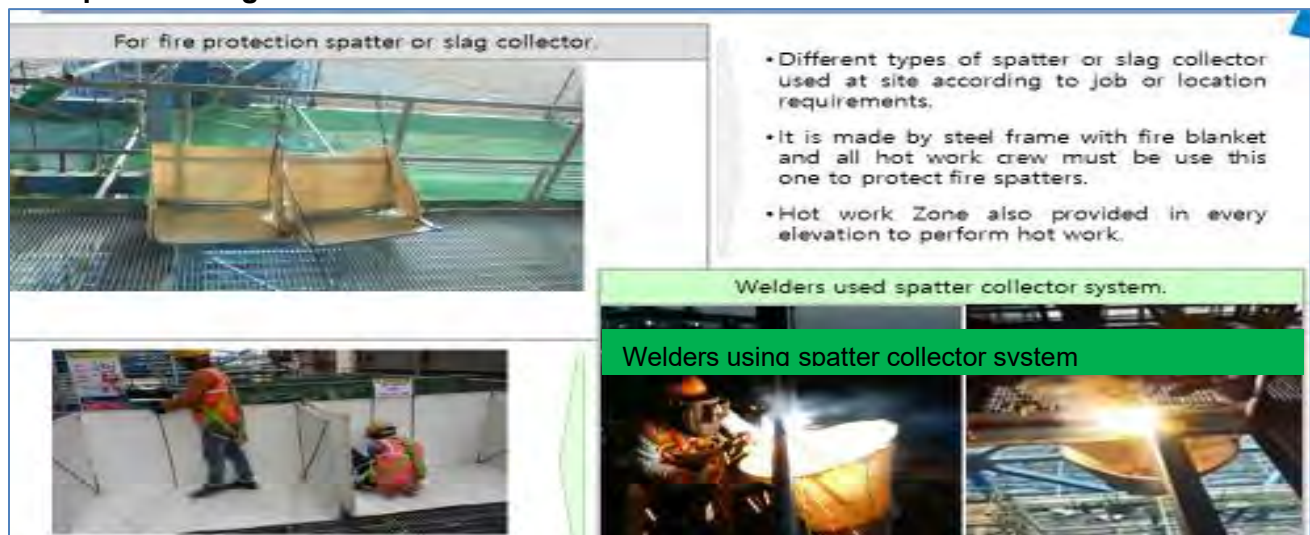 For fire protection spatter or slag collector.
• Different types of spatter or slag collector
used at site according to job or location
requirements.
• It is made by steel frame with fire blanket
and all hot work crew must be use this
one to protect fire spatters.
• Hot work Zone also provided in every
elevation to perform hot work.
Welders used spatter collector system.
Welders using spatter collector system